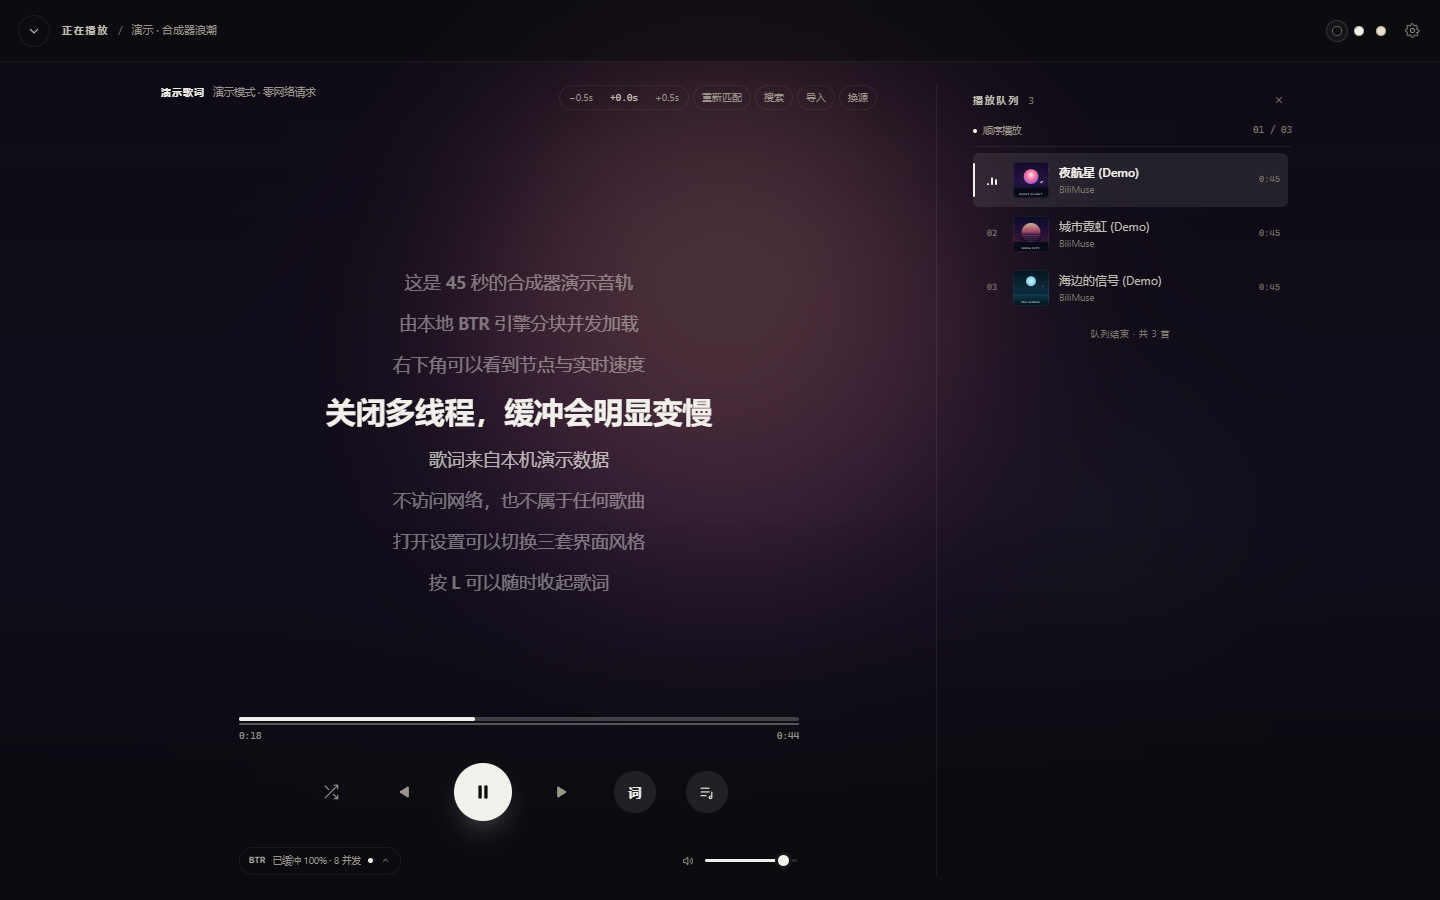 正在播放 / 演示 · 合成器浪潮
演示歌词 演示模式 · 零网络请求
−0.5s +0.0s +0.5s 重新匹配 搜索 导入 换源
这是 45 秒的合成器演示音轨
由本地 BTR 引擎分块并发加载
右下角可以看到节点与实时速度
关闭多线程，缓冲会明显变慢
歌词来自本机演示数据
不访问网络，也不属于任何歌曲
打开设置可以切换三套界面风格
按 L 可以随时收起歌词
0:18 0:44
词
BTR 已缓冲 100% · 8 并发
播放队列 3
顺序播放 01 / 03
夜航星 (Demo)
BiliMuse
0:45
02
城市霓虹 (Demo)
BiliMuse
0:45
03
海边的信号 (Demo)
BiliMuse
0:45
队列结束 · 共 3 首